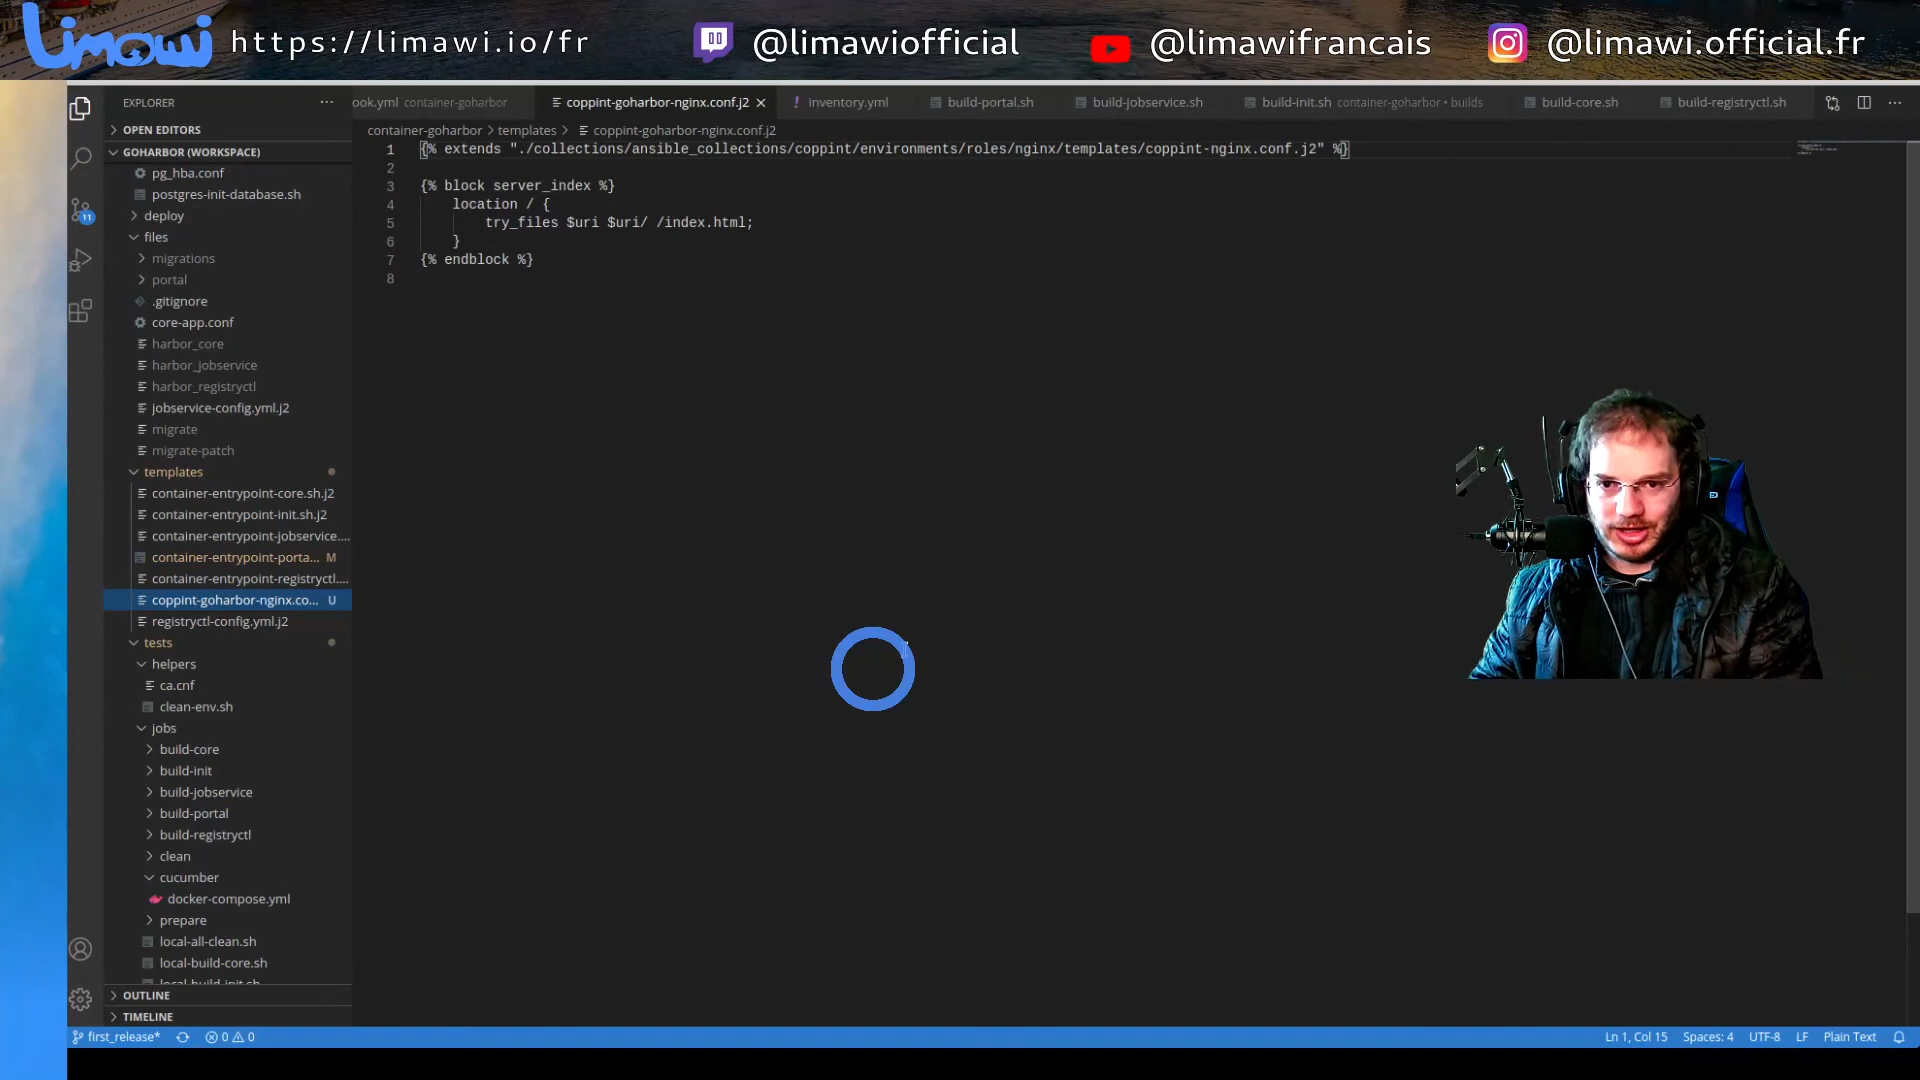 Limawi https://limawi.io/fr @limawiofficial @limawifrancais @limawi.official.fr
EXPLORER
OPEN EDITORS
GOHARBOR (WORKSPACE)
pg_hba.conf
postgres-init-database.sh
deploy
files
migrations
portal
.gitignore
core-app.conf
harbor_core
harbor_jobservice
harbor_registryctl
jobservice-config.yml.j2
migrate
migrate-patch
templates
container-entrypoint-core.sh.j2
container-entrypoint-init.sh.j2
container-entrypoint-jobservice....
container-entrypoint-porta... M
container-entrypoint-registryctl....
coppint-goharbor-nginx.co... U
registryctl-config.yml.j2
tests
helpers
ca.cnf
clean-env.sh
jobs
build-core
build-init
build-jobservice
build-portal
build-registryctl
clean
cucumber
docker-compose.yml
prepare
local-all-clean.sh
local-build-core.sh
local-build-init.sh
OUTLINE
TIMELINE
11
ook.yml container-goharbor coppint-goharbor-nginx.conf.j2 inventory.yml build-portal.sh build-jobservice.sh build-init.sh container-goharbor • builds build-core.sh build-registryctl.sh
container-goharbor > templates > coppint-goharbor-nginx.conf.j2
1 {% extends "./collections/ansible_collections/coppint/environments/roles/nginx/templates/coppint-nginx.conf.j2" %}
2
3 {% block server_index %}
4 location / {
5 try_files $uri $uri/ /index.html;
6 }
7 {% endblock %}
8
first_release* 0 0 Ln 1, Col 15 Spaces: 4 UTF-8 LF Plain Text